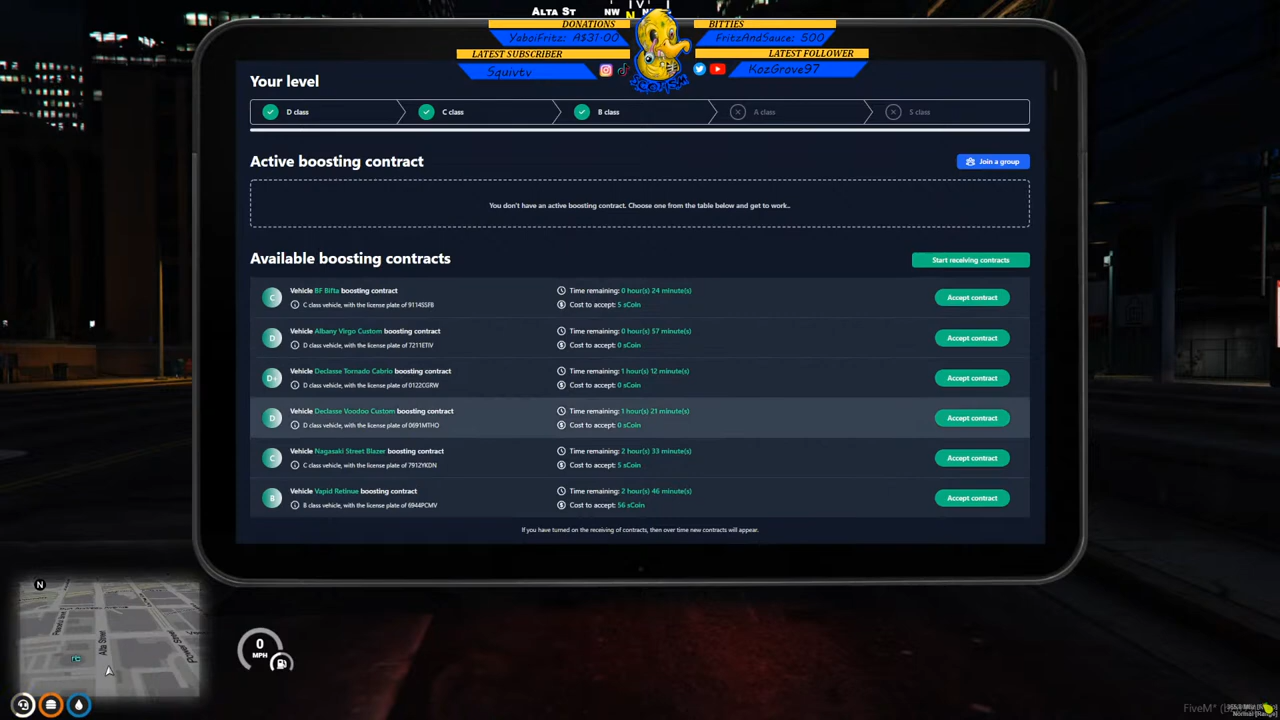 Alta St
NW
N
DONATIONS
BITTIES
YaboiFritz: A$31.00
FritzAndSauce: 500
LATEST SUBSCRIBER
LATEST FOLLOWER
Squivtv
KozGrove97
Your level
D class
C class
B class
A class
S class
Active boosting contract
Join a group
You don't have an active boosting contract. Choose one from the table below and get to work..
Available boosting contracts
Start receiving contracts
C
Vehicle BF Bifta boosting contract
C class vehicle, with the license plate of 9114SSFB
Time remaining: 0 hour(s) 24 minute(s)
Cost to accept: 5 sCoin
Accept contract
D
Vehicle Albany Virgo Custom boosting contract
D class vehicle, with the license plate of 7211ETIV
Time remaining: 0 hour(s) 57 minute(s)
Cost to accept: 0 sCoin
Accept contract
D+
Vehicle Declasse Tornado Cabrio boosting contract
D class vehicle, with the license plate of 0122CGRW
Time remaining: 1 hour(s) 12 minute(s)
Cost to accept: 0 sCoin
Accept contract
D
Vehicle Declasse Voodoo Custom boosting contract
D class vehicle, with the license plate of 0691MTHO
Time remaining: 1 hour(s) 21 minute(s)
Cost to accept: 0 sCoin
Accept contract
C
Vehicle Nagasaki Street Blazer boosting contract
C class vehicle, with the license plate of 7912YKDN
Time remaining: 2 hour(s) 33 minute(s)
Cost to accept: 5 sCoin
Accept contract
B
Vehicle Vapid Retinue boosting contract
B class vehicle, with the license plate of 6944PCMV
Time remaining: 2 hour(s) 46 minute(s)
Cost to accept: 56 sCoin
Accept contract
If you have turned on the receiving of contracts, then over time new contracts will appear.
N
Alta Street
0
MPH
FiveM*
Normal [Range]